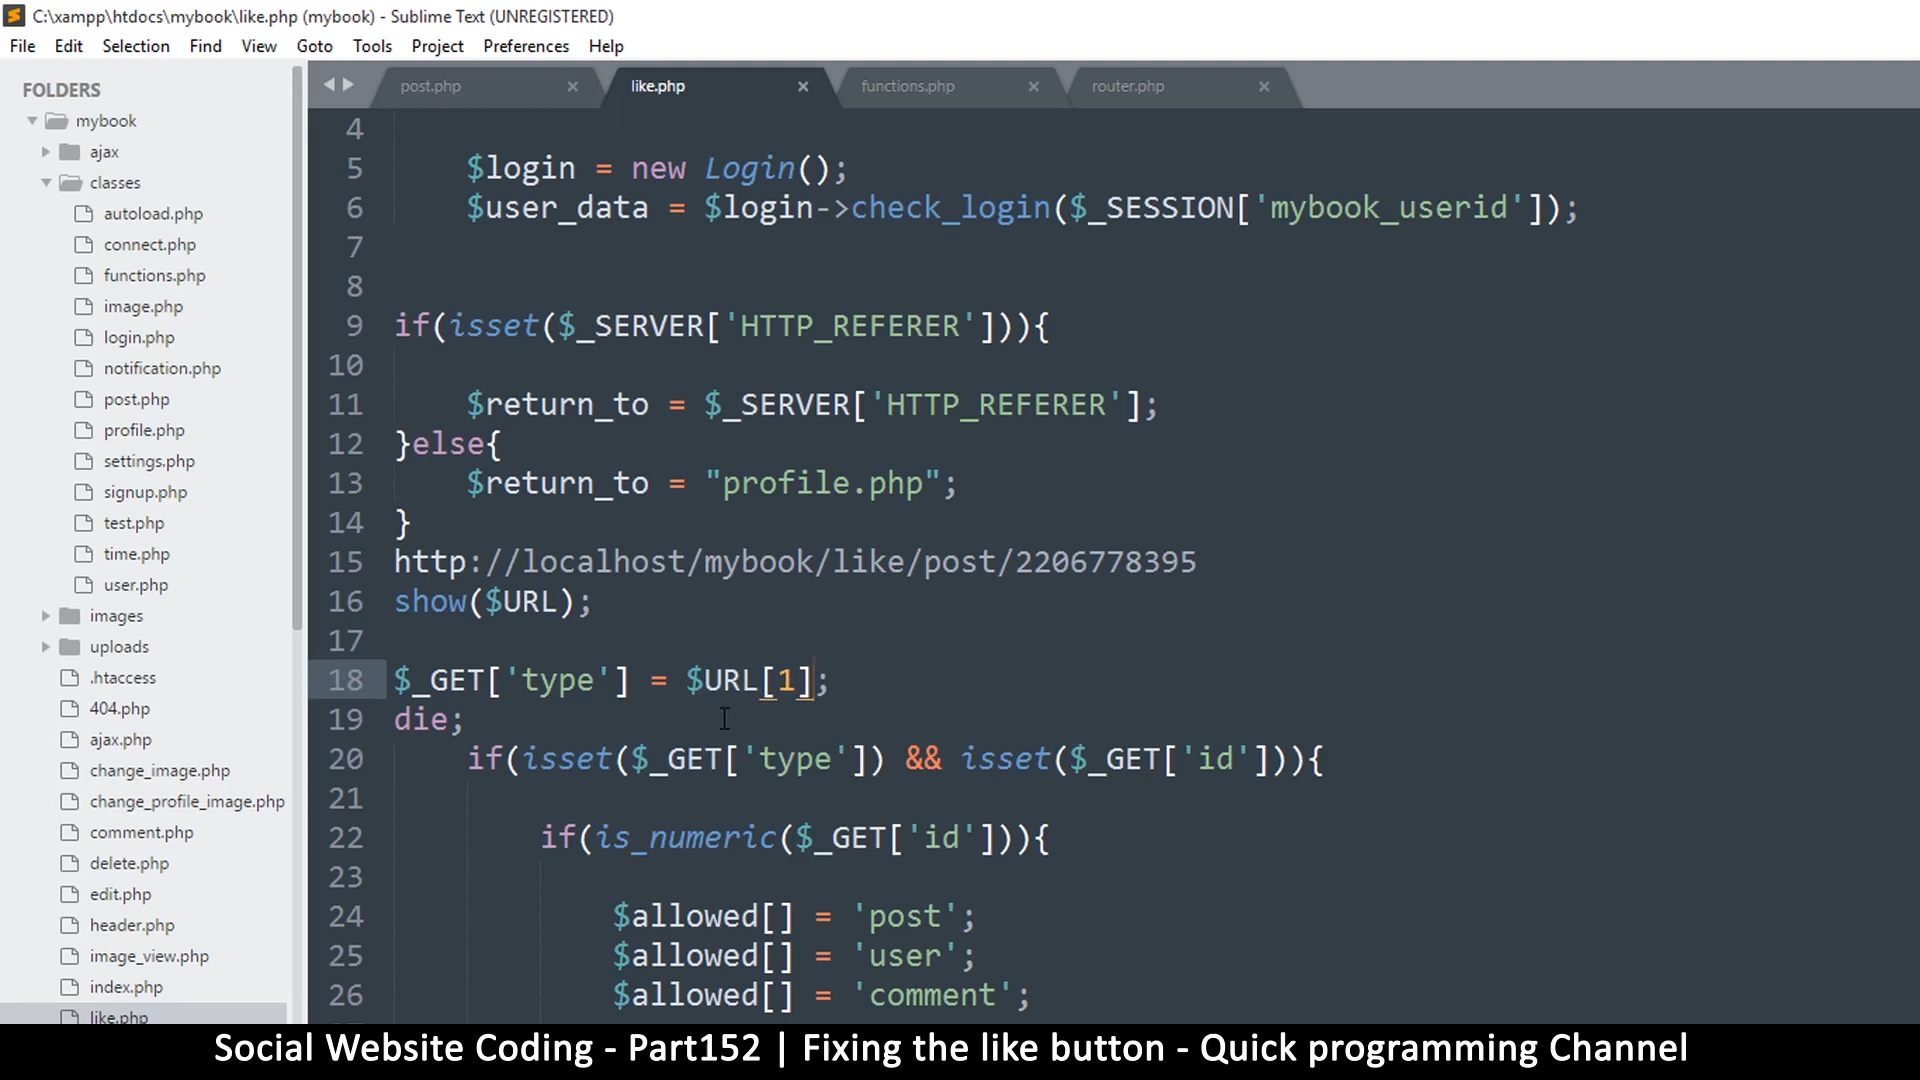 C:\xampp\htdocs\mybook\like.php (mybook) - Sublime Text (UNREGISTERED)
File Edit Selection Find View Goto Tools Project Preferences Help
FOLDERS
mybook
ajax
classes
autoload.php
connect.php
functions.php
image.php
login.php
notification.php
post.php
profile.php
settings.php
signup.php
test.php
time.php
user.php
images
uploads
.htaccess
404.php
ajax.php
change_image.php
change_profile_image.php
comment.php
delete.php
edit.php
header.php
image_view.php
index.php
like.php
post.php like.php functions.php router.php
4
5 $login = new Login();
6 $user_data = $login->check_login($_SESSION['mybook_userid']);
7
8
9 if(isset($_SERVER['HTTP_REFERER'])){
10
11 $return_to = $_SERVER['HTTP_REFERER'];
12 }else{
13 $return_to = "profile.php";
14 }
15 http://localhost/mybook/like/post/2206778395
16 show($URL);
17
18 $_GET['type'] = $URL[1];
19 die;
20 if(isset($_GET['type']) && isset($_GET['id'])){
21
22 if(is_numeric($_GET['id'])){
23
24 $allowed[] = 'post';
25 $allowed[] = 'user';
26 $allowed[] = 'comment';
Social Website Coding - Part152 | Fixing the like button - Quick programming Channel